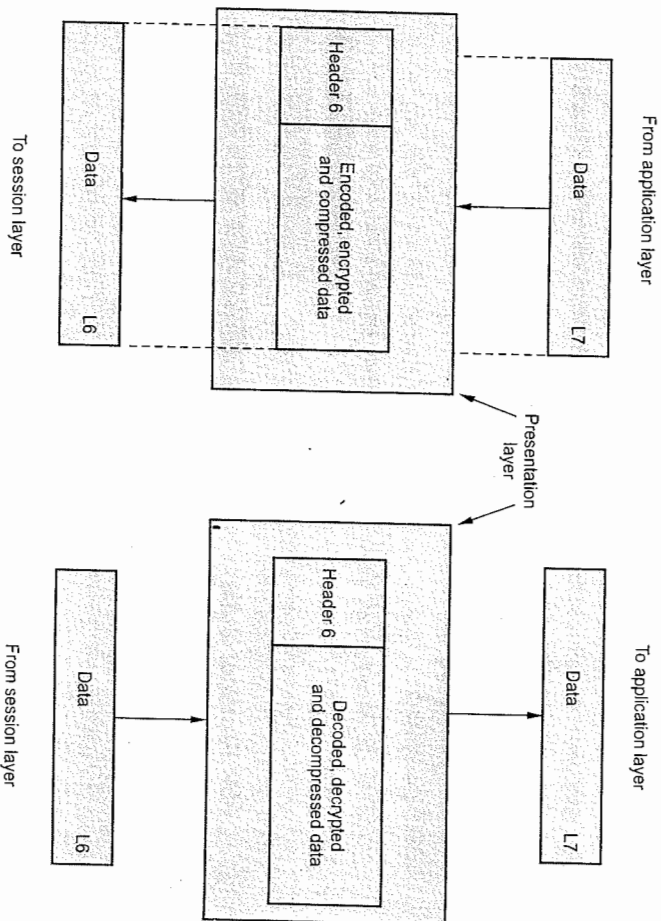 From application layer
Data
L7
Header 6
Encoded, encrypted
and compressed data
Data
L6
To session layer
Presentation
layer
To application layer
Data
L7
Header 6
Decoded, decrypted
and decompressed data
Data
L6
From session layer